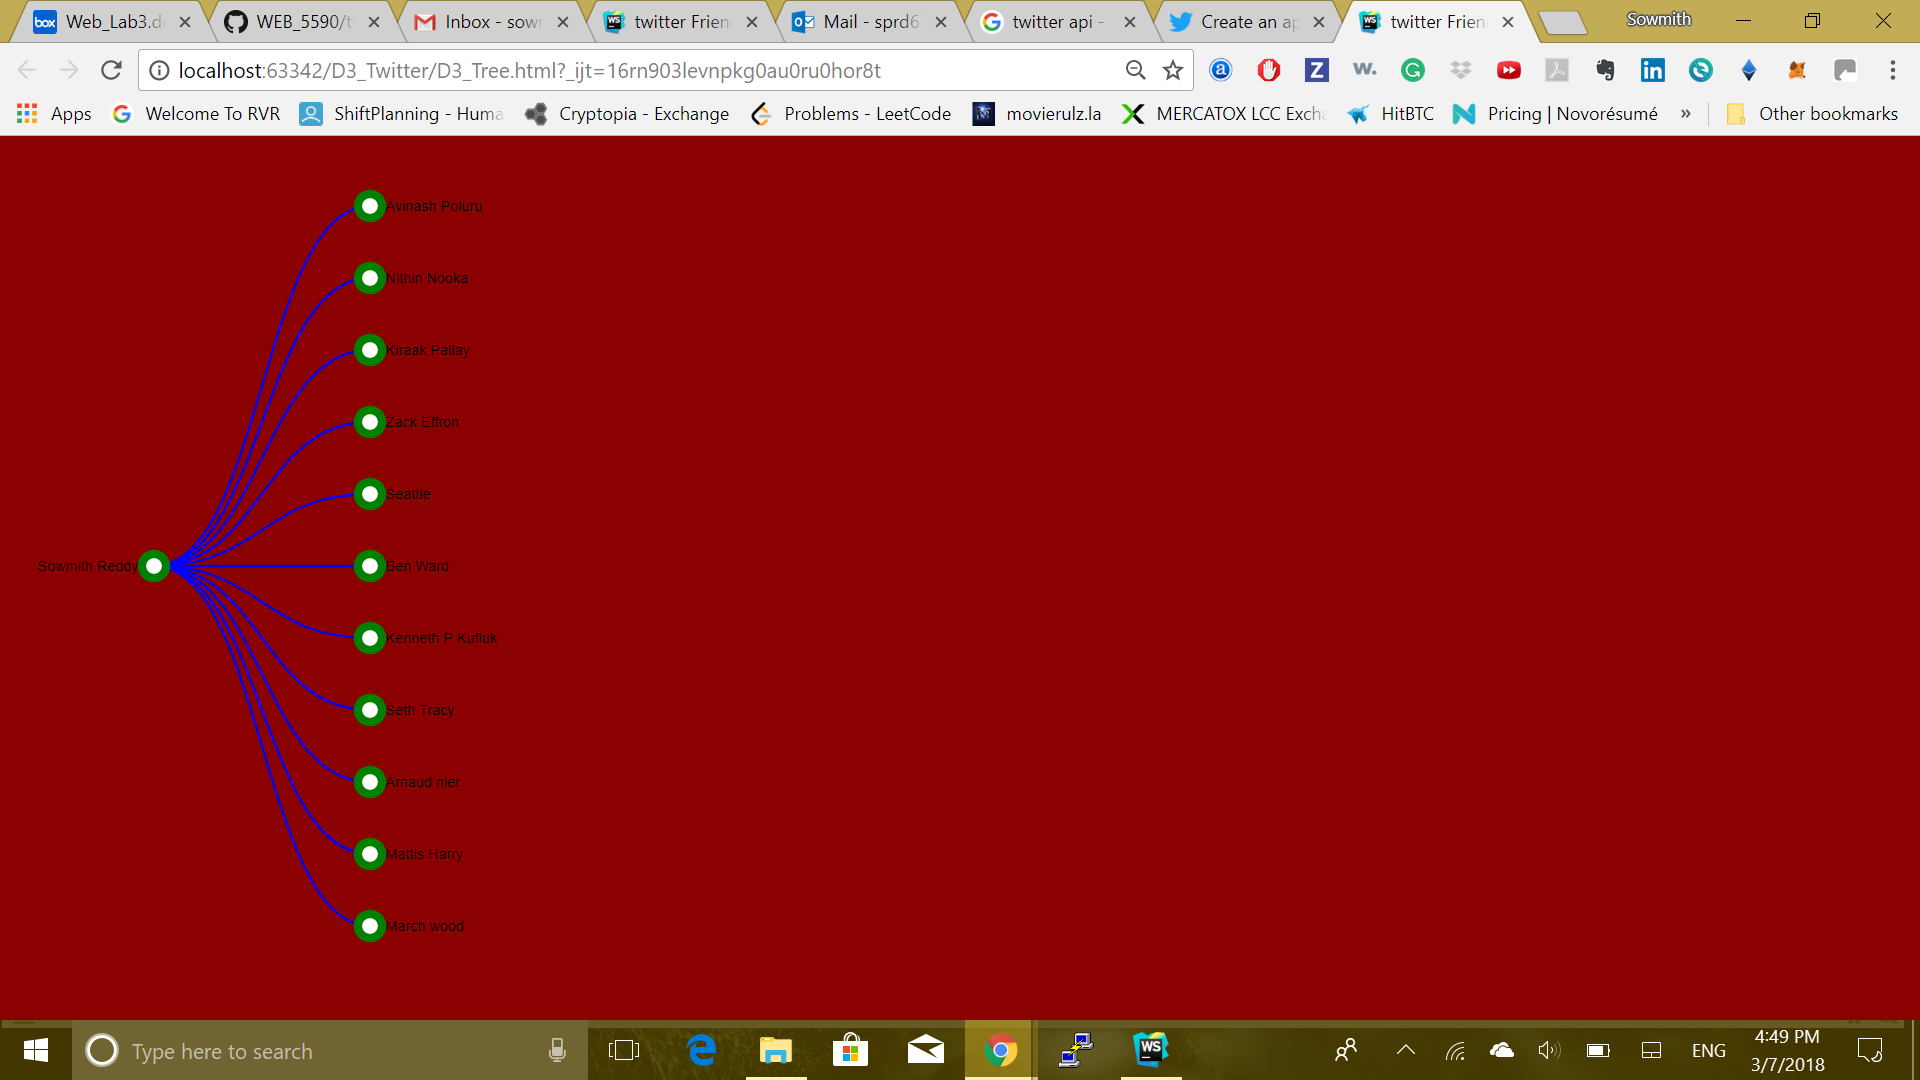 Web_Lab3.d
WEB_5590/t
Inbox - sow
twitter Frien
Mail - sprd6
twitter api -
Create an ap
twitter Frien
Sowmith
localhost:63342/D3_Twitter/D3_Tree.html?_ijt=16rn903levnpkg0au0ru0hor8t
Apps
Welcome To RVR
ShiftPlanning - Huma
Cryptopia - Exchange
Problems - LeetCode
movierulz.la
MERCATOX LCC Excha
HitBTC
Pricing | Novorésumé
»
Other bookmarks
Avinash Poluru
Nithin Nooka
Kiraak Pallay
Zack Effron
Seattle
Sowmith Reddy
Ben Ward
Kenneth P Kufluk
Seth Tracy
Arnaud nier
Mattis Harry
March wood
Type here to search
ENG
4:49 PM
3/7/2018